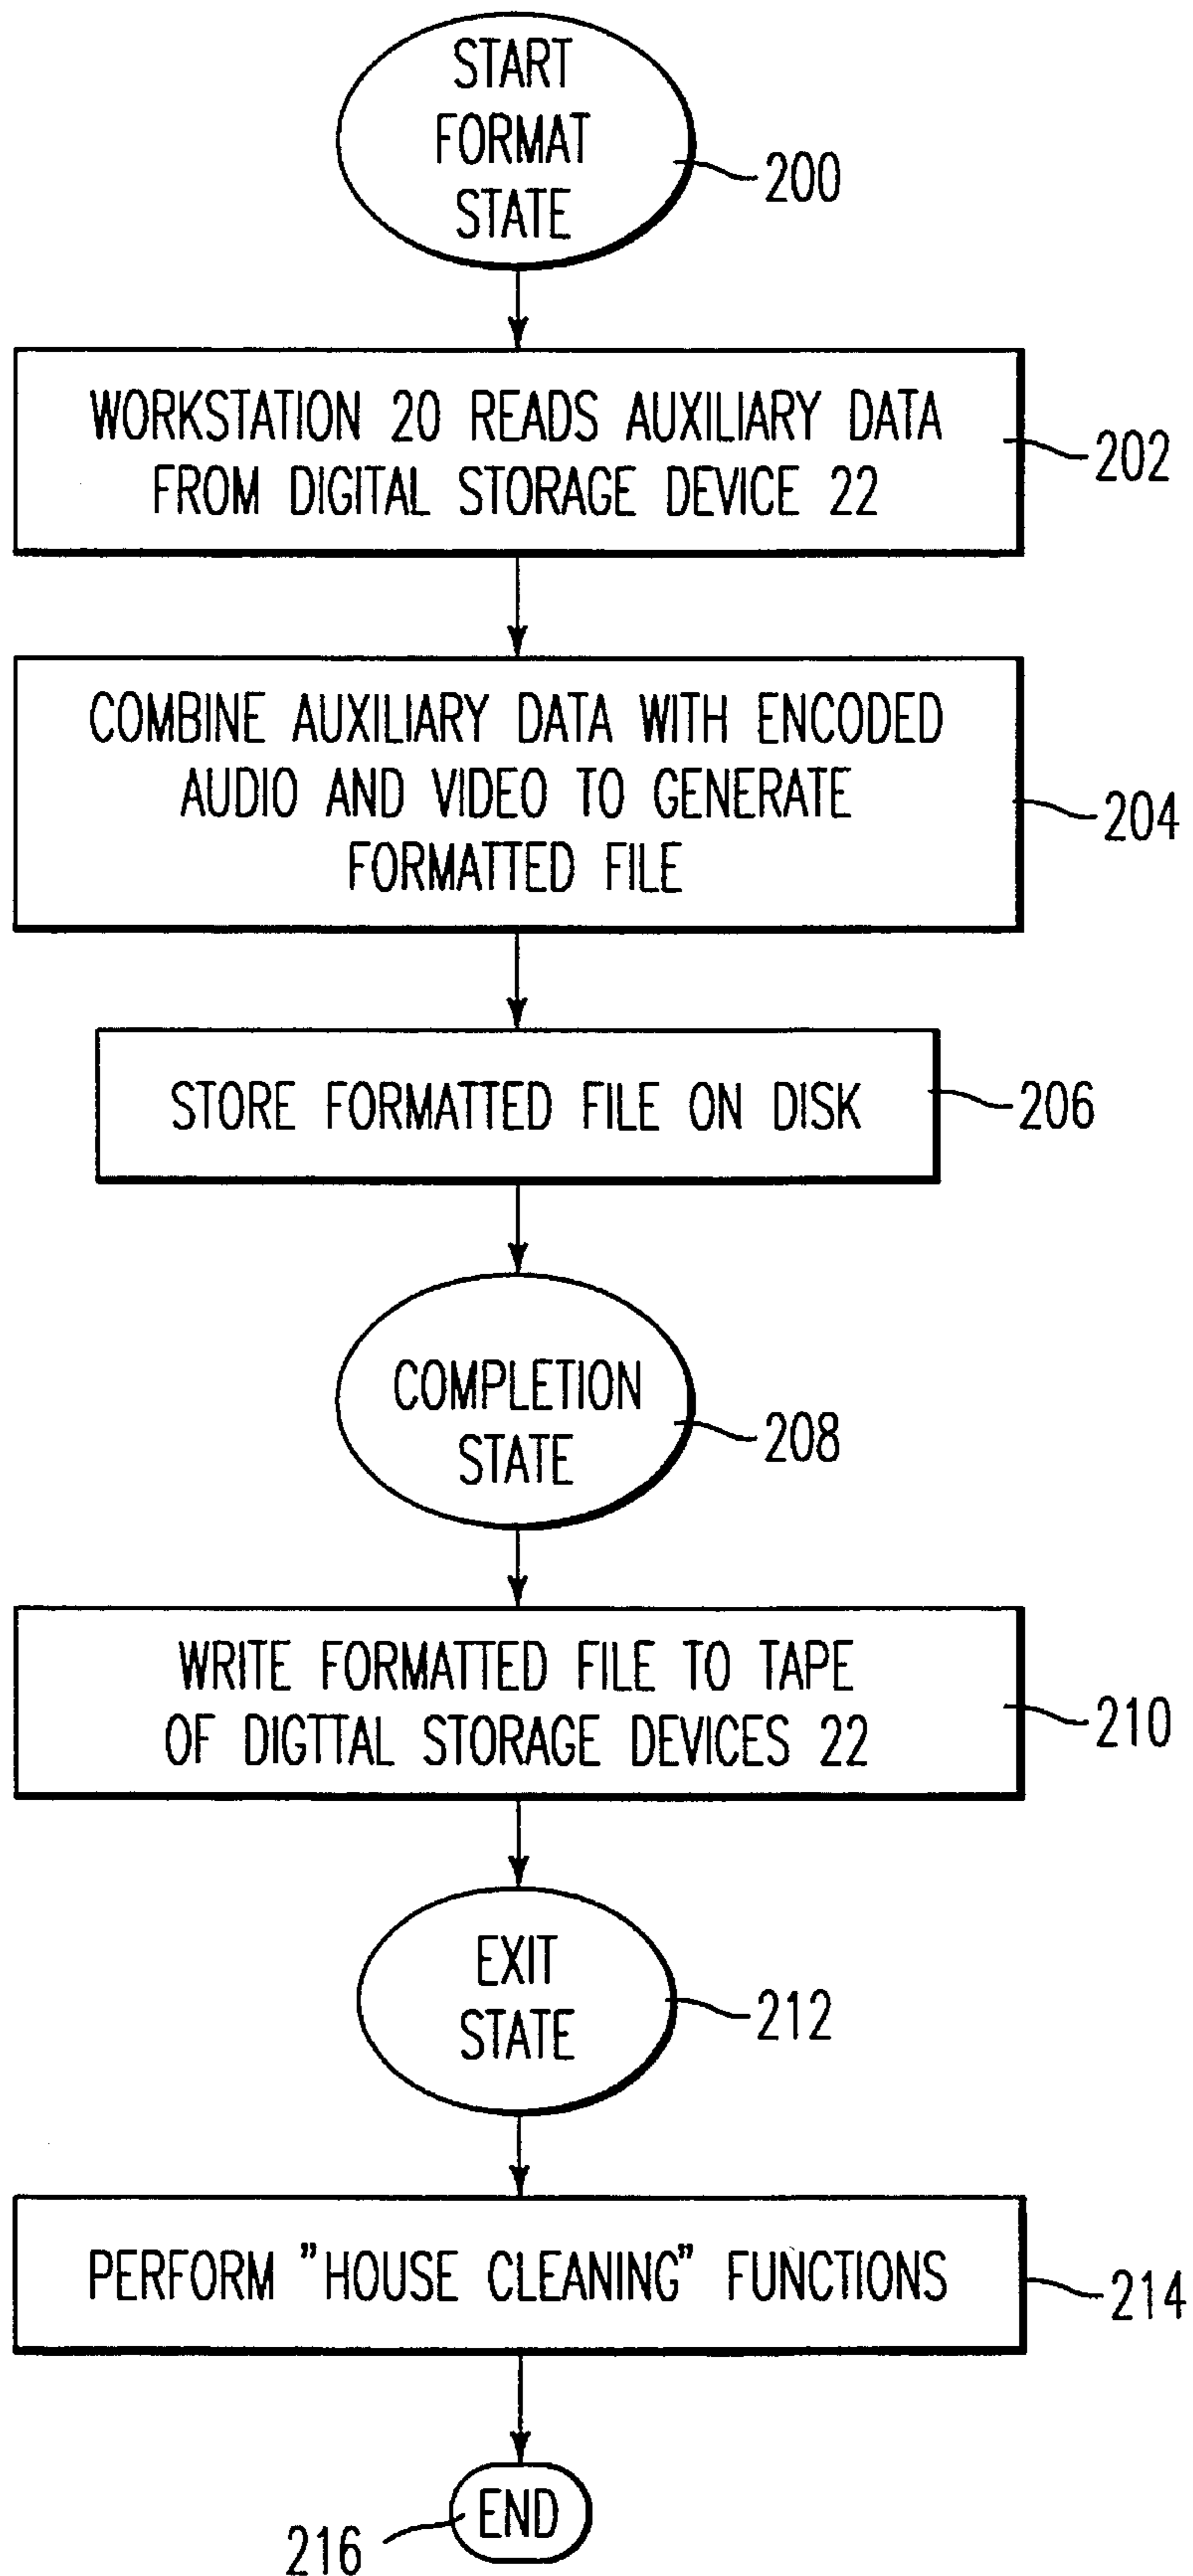 START
FORMAT
STATE
200
WORKSTATION 20 READS AUXILIARY DATA
FROM DIGITAL STORAGE DEVICE 22
202
COMBINE AUXILIARY DATA WITH ENCODED
AUDIO AND VIDEO TO GENERATE
FORMATTED FILE
204
STORE FORMATTED FILE ON DISK
206
COMPLETION
STATE
208
WRITE FORMATTED FILE TO TAPE
OF DIGTTAL STORAGE DEVICES 22
210
EXIT
STATE
212
PERFORM "HOUSE CLEANING" FUNCTIONS
214
END
216